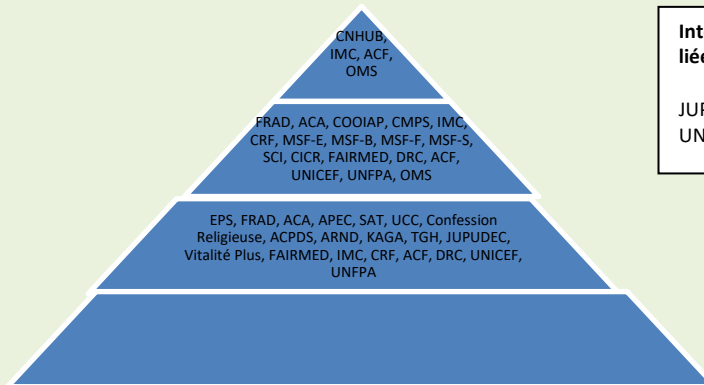 CNHUB,
IMC, ACF,
OMS
FRAD, ACA, COOIAP, CMPS, IMC,
CRF, MSF-E, MSF-B, MSF-F, MSF-S,
SCI, CICR, FAIRMED, DRC, ACF,
UNICEF, UNFPA, OMS
EPS, FRAD, ACA, APEC, SAT, UCC, Confession
Religieuse, ACPDS, ARND, KAGA, TGH, JUPUDEC,
Vitalité Plus, FAIRMED, IMC, CRF, ACF, DRC, UNICEF,
UNFPA
Int
liée
JUP
UN